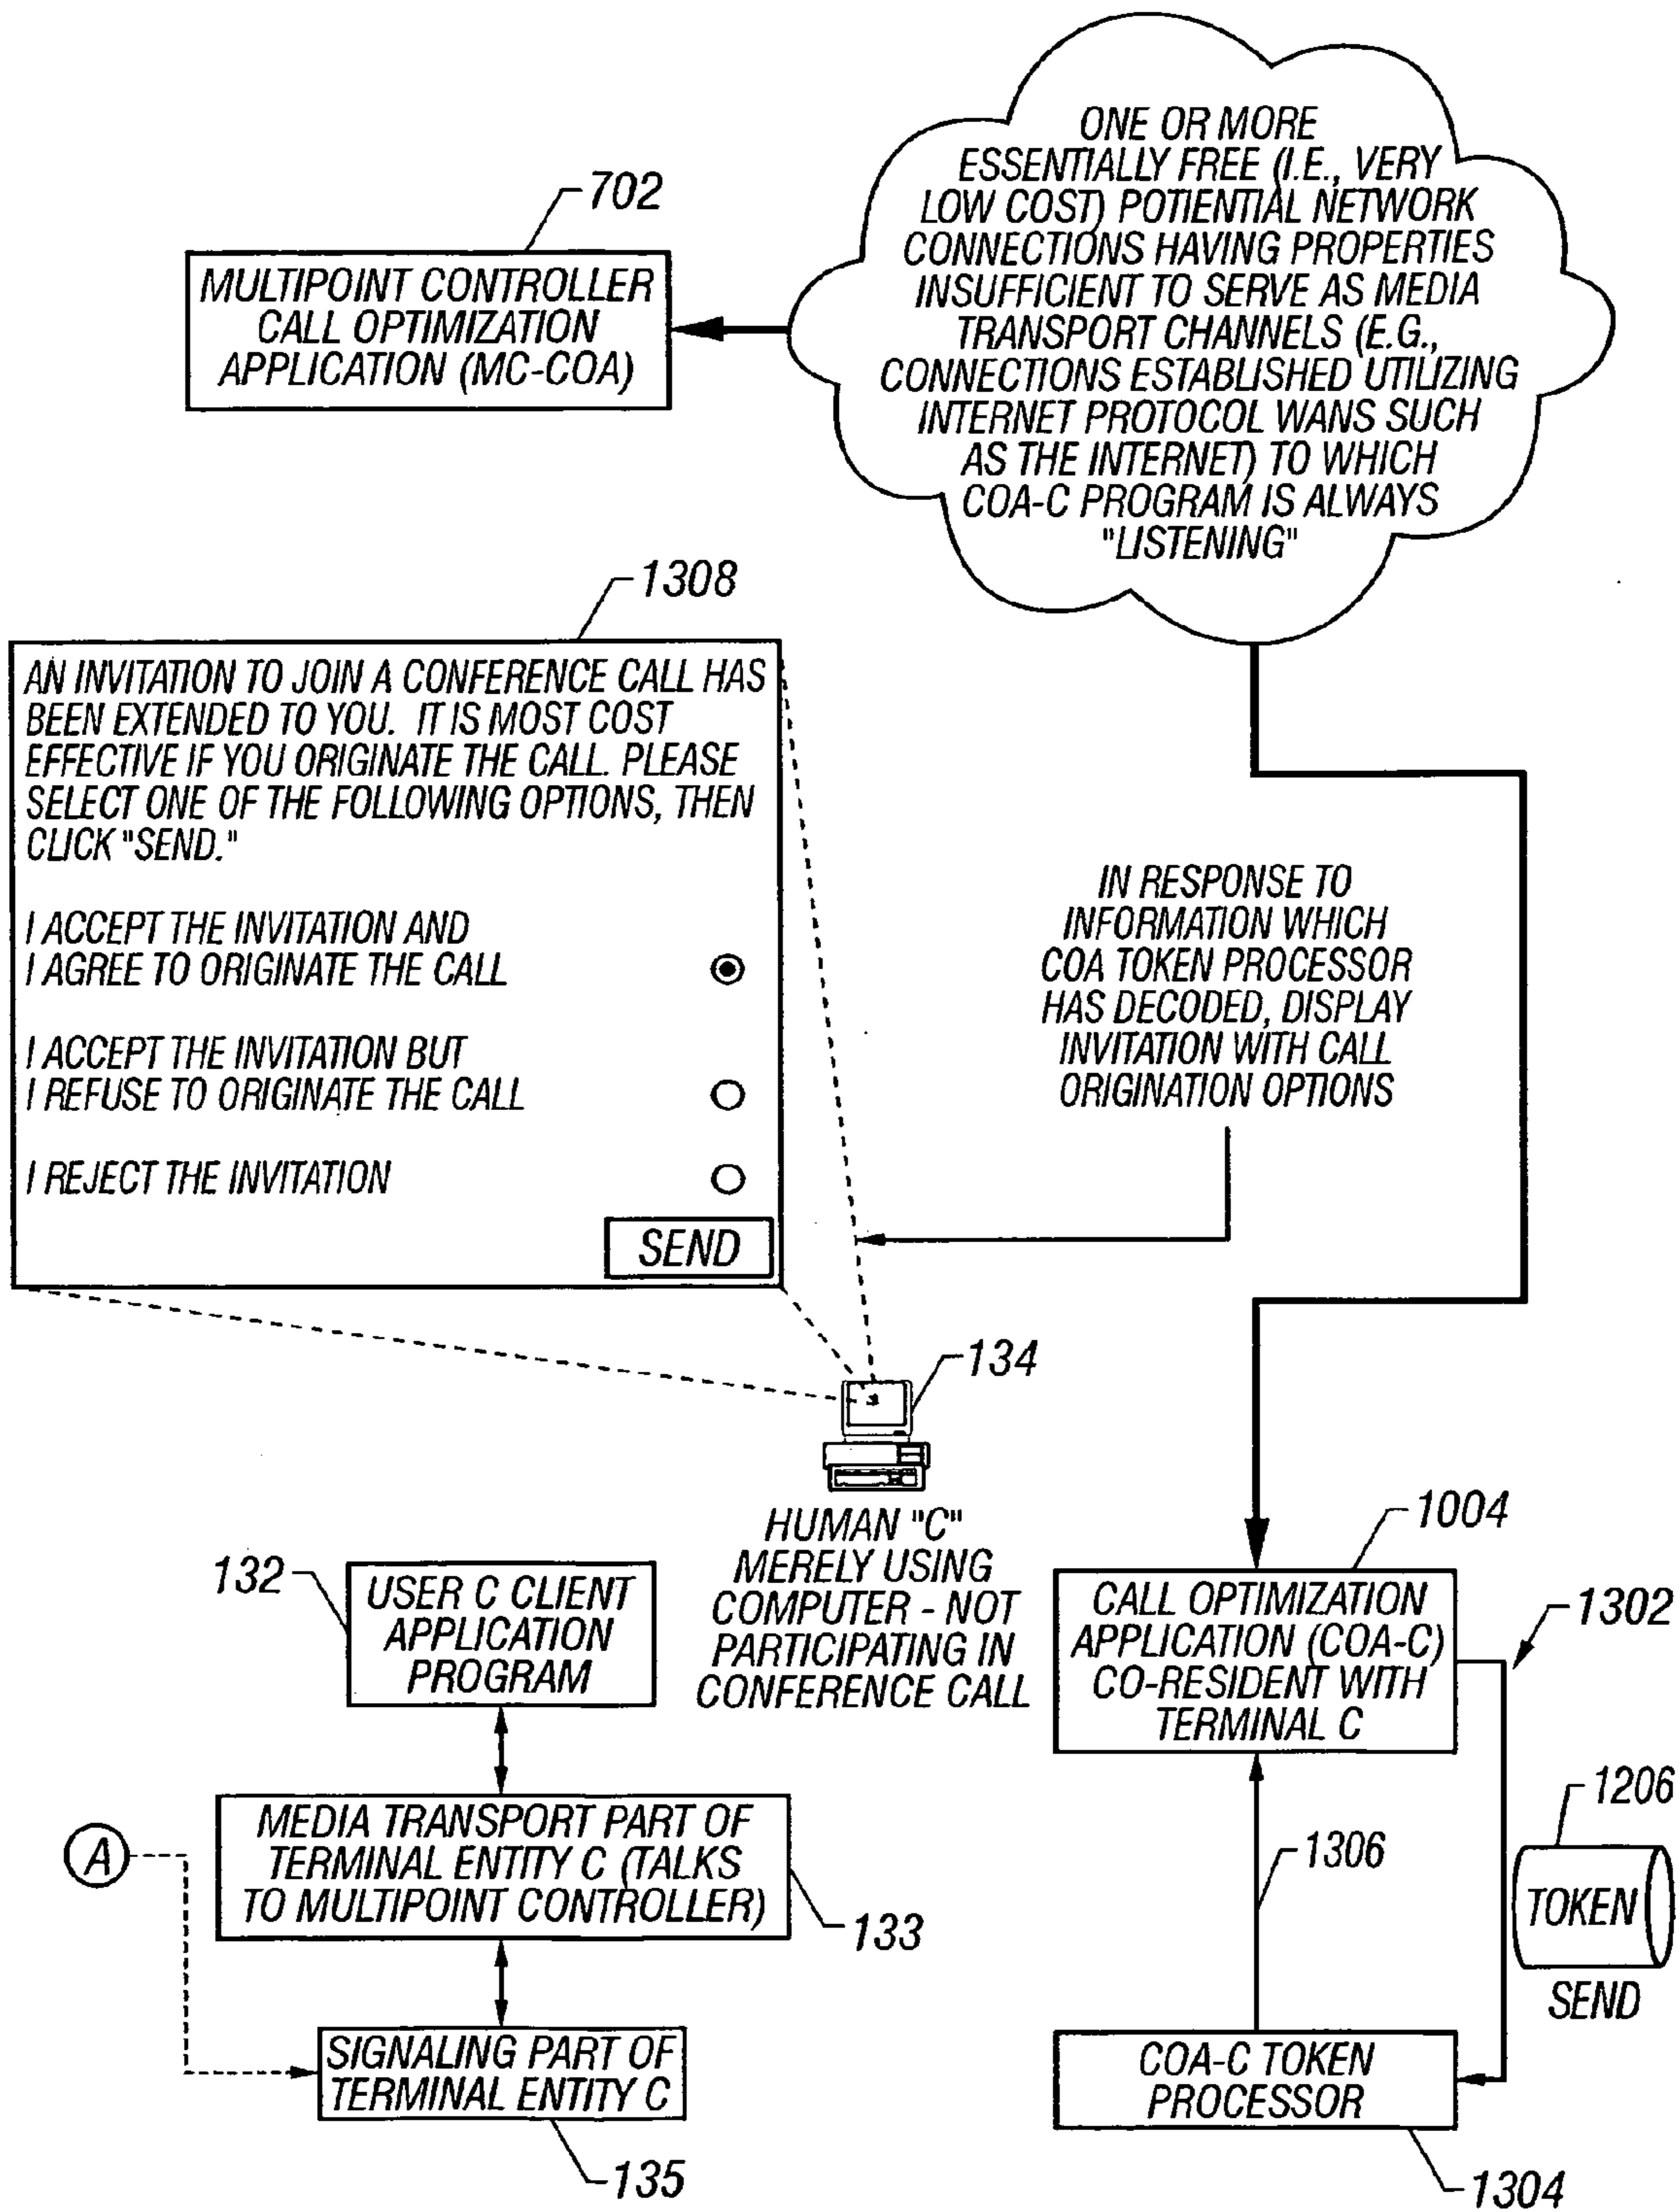 ONE OR MORE
ESSENTIALLY FREE (I.E., VERY
LOW COST) POTIENTIAL NETWORK
CONNECTIONS HAVING PROPERTIES
INSUFFICIENT TO SERVE AS MEDIA
TRANSPORT CHANNELS (E.G.,
CONNECTIONS ESTABLISHED UTILIZING
INTERNET PROTOCOL WANS SUCH
AS THE INTERNET) TO WHICH
COA-C PROGRAM IS ALWAYS
"LISTENING"
702
MULTIPOINT CONTROLLER
CALL OPTIMIZATION
APPLICATION (MC-COA)
1308
AN INVITATION TO JOIN A CONFERENCE CALL HAS
BEEN EXTENDED TO YOU. IT IS MOST COST
EFFECTIVE IF YOU ORIGINATE THE CALL. PLEASE
SELECT ONE OF THE FOLLOWING OPTIONS, THEN
CLICK "SEND."
I ACCEPT THE INVITATION AND
I AGREE TO ORIGINATE THE CALL
I ACCEPT THE INVITATION BUT
I REFUSE TO ORIGINATE THE CALL
I REJECT THE INVITATION
SEND
IN RESPONSE TO
INFORMATION WHICH
COA TOKEN PROCESSOR
HAS DECODED, DISPLAY
INVITATION WITH CALL
ORIGINATION OPTIONS
134
HUMAN "C"
MERELY USING
COMPUTER - NOT
PARTICIPATING IN
CONFERENCE CALL
132
USER C CLIENT
APPLICATION
PROGRAM
MEDIA TRANSPORT PART OF
TERMINAL ENTITY C (TALKS
TO MULTIPOINT CONTROLLER)
133
A
SIGNALING PART OF
TERMINAL ENTITY C
135
1004
CALL OPTIMIZATION
APPLICATION (COA-C)
CO-RESIDENT WITH
TERMINAL C
1302
1306
1206
TOKEN
SEND
COA-C TOKEN
PROCESSOR
1304